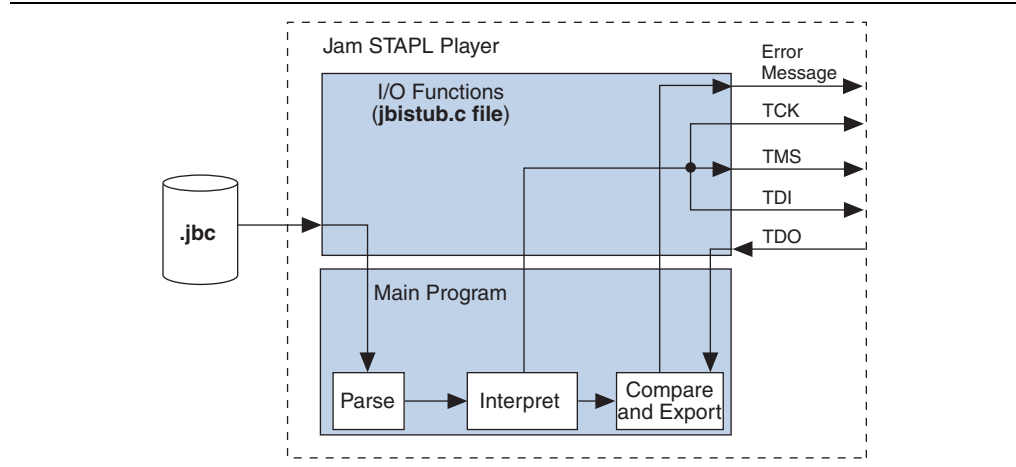 Jam STAPL Player
Error
Message
I/O Functions
(jbistub.c file)
TCK
TMS
TDI
TDO
.jbc
Main Program
Parse
Interpret
Compare
and Export